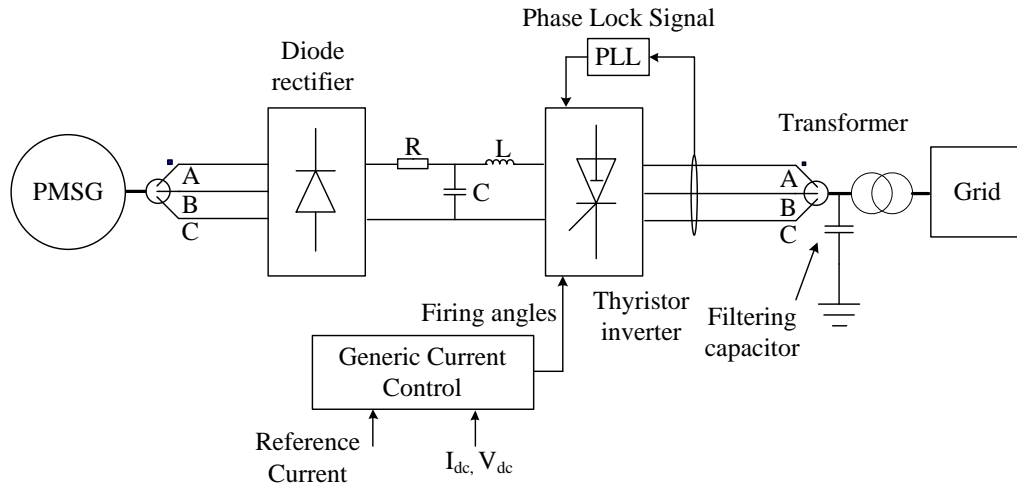 Phase Lock Signal
PLL
Diode
rectifier
Transformer
PMSG
A
B
C
R
L
C
A
B
C
Grid
Firing angles
Thyristor
inverter
Filtering
capacitor
Generic Current
Control
Reference
Current
Idc, Vdc